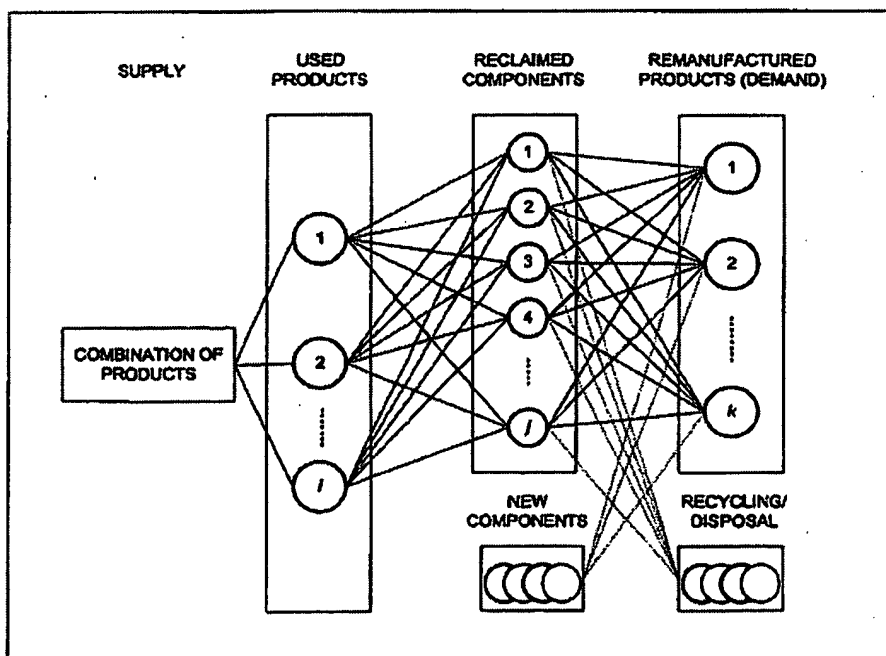 SUPPLY
USED
PRODUCTS
RECLAIMED
COMPONENTS
REMANUFACTURED
PRODUCTS (DEMAND)
COMBINATION OF
PRODUCTS
1
2
i
1
2
3
4
j
1
2
k
NEW
COMPONENTS
RECYCLING/
DISPOSAL